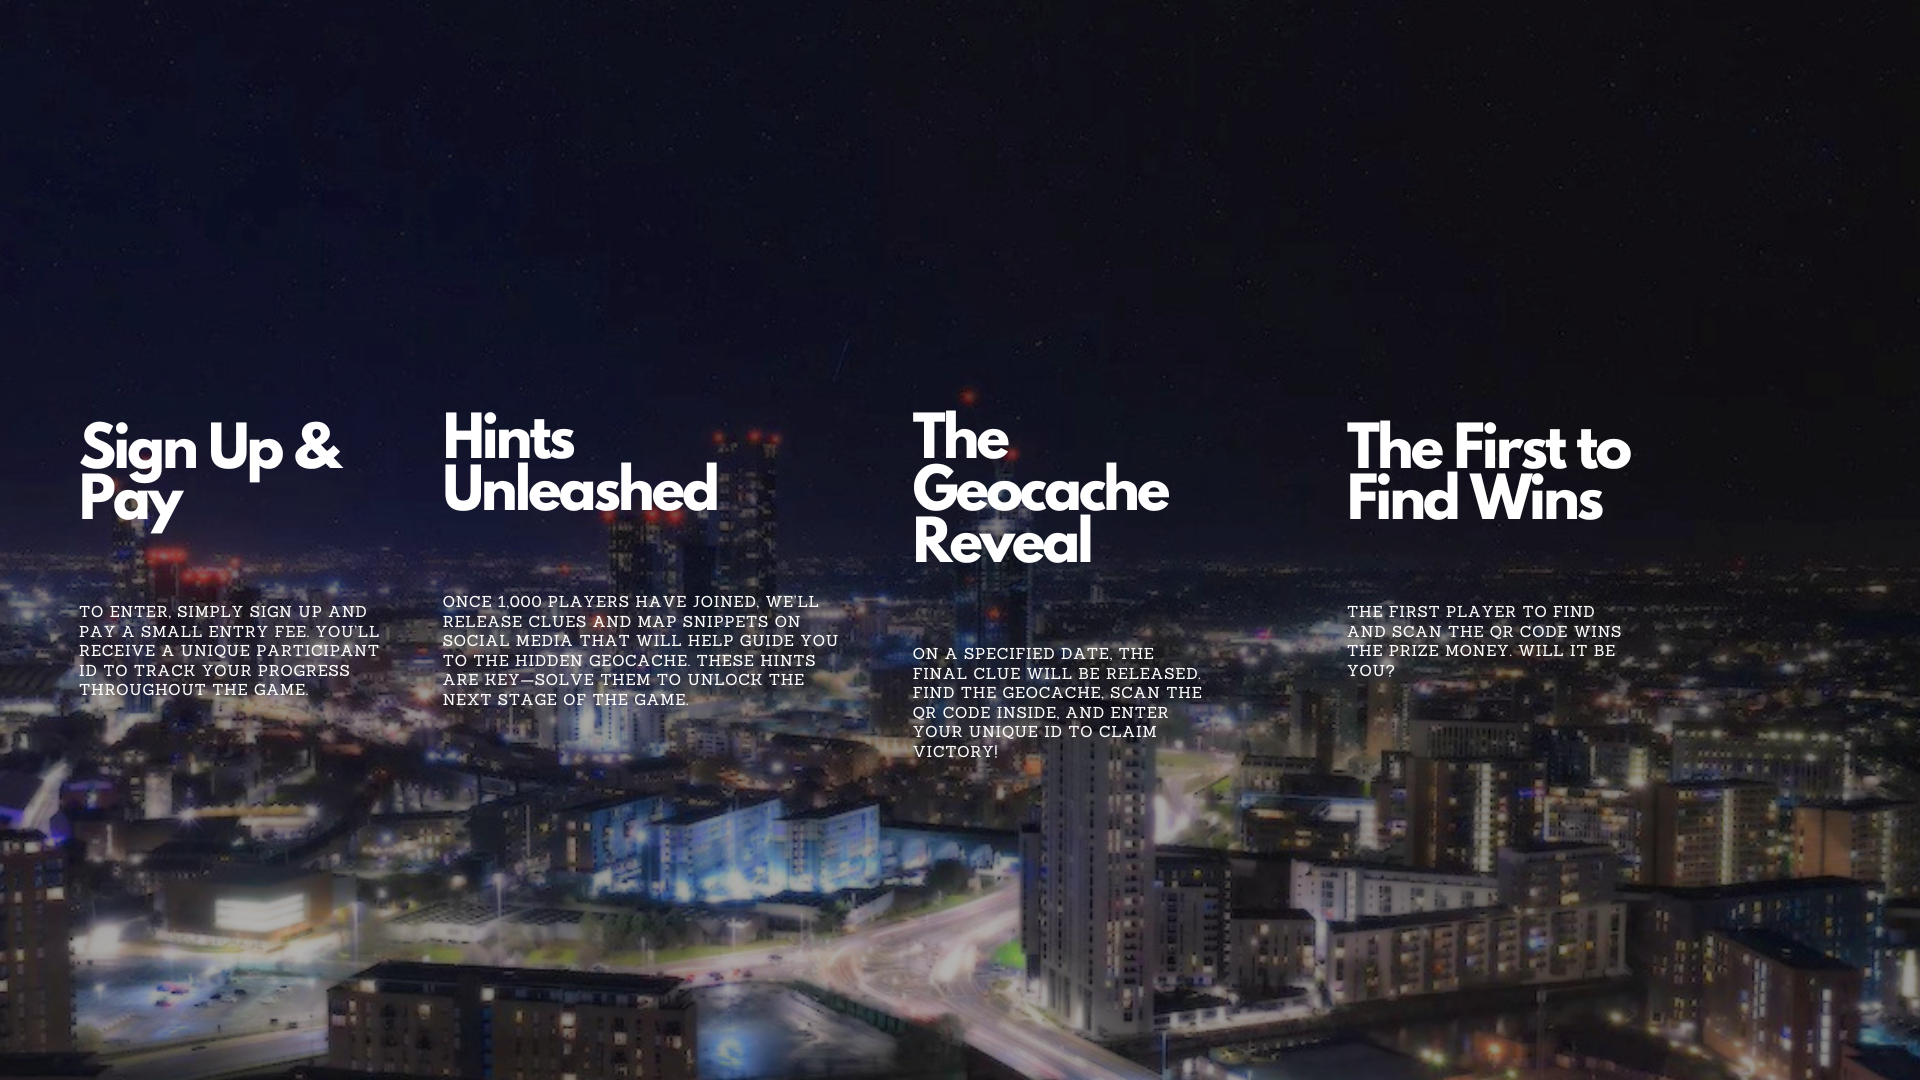 Sign Up &
Pay
TO ENTER, SIMPLY SIGN UP AND
PAY A SMALL ENTRY FEE. YOU'LL
RECEIVE A UNIQUE PARTICIPANT
ID TO TRACK YOUR PROGRESS
THROUGHOUT THE GAME.
Hints
Unleashed
ONCE 1,000 PLAYERS HAVE JOINED, WE'LL
RELEASE CLUES AND MAP SNIPPETS ON
SOCIAL MEDIA THAT WILL HELP GUIDE YOU
TO THE HIDDEN GEOCACHE. THESE HINTS
ARE KEY—SOLVE THEM TO UNLOCK THE
NEXT STAGE OF THE GAME.
The
Geocache
Reveal
ON A SPECIFIED DATE, THE
FINAL CLUE WILL BE RELEASED.
FIND THE GEOCACHE, SCAN THE
QR CODE INSIDE, AND ENTER
YOUR UNIQUE ID TO CLAIM
VICTORY!
The First to
Find Wins
THE FIRST PLAYER TO FIND
AND SCAN THE QR CODE WINS
THE PRIZE MONEY. WILL IT BE
YOU?